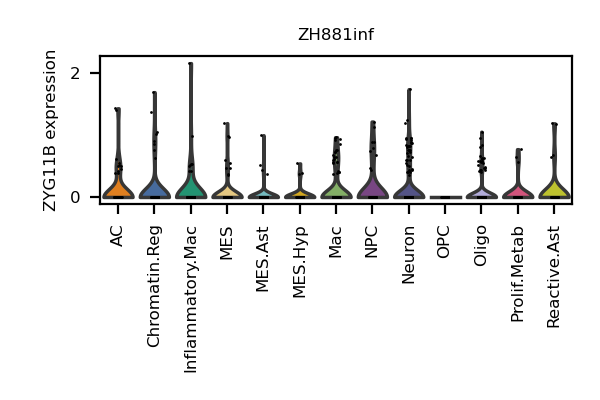 ZH881inf
ZYG11B expression
2
0
AC
Chromatin.Reg
Inflammatory.Mac
MES
MES.Ast
MES.Hyp
Mac
NPC
Neuron
OPC
Oligo
Prolif.Metab
Reactive.Ast